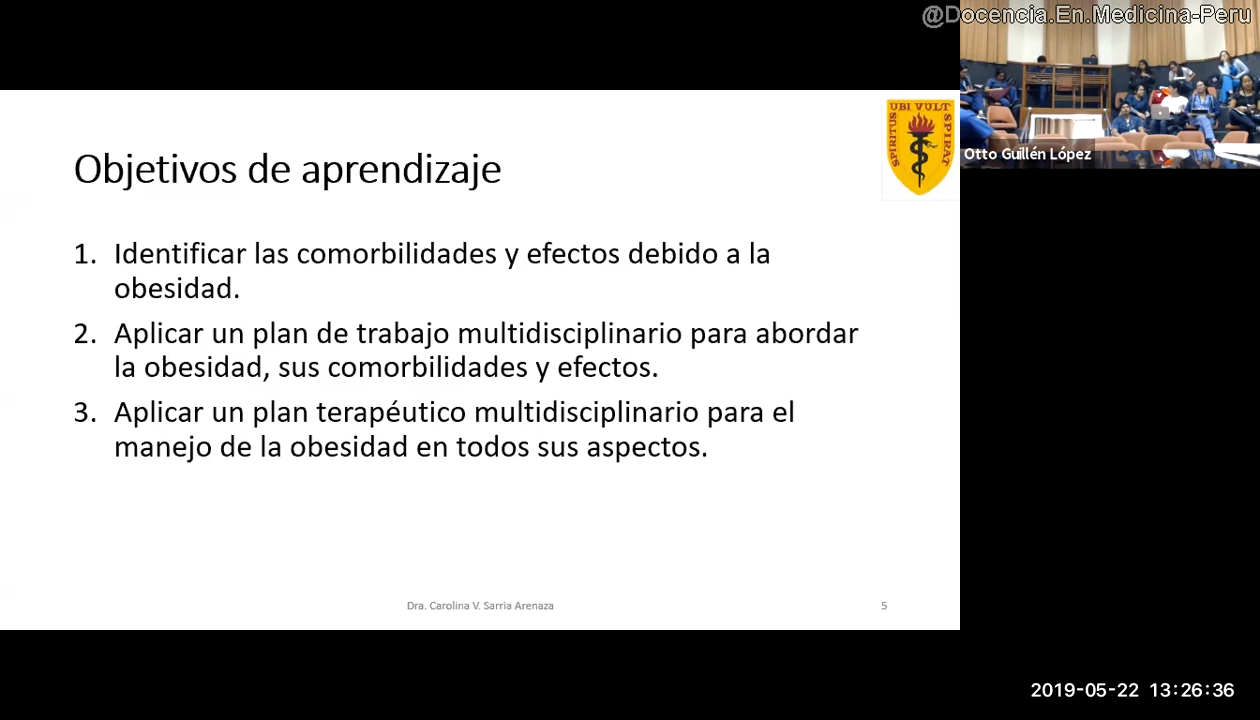 @Docencia.En.Medicina-Peru
Otto Guillén López
SPIRITUS UBI VULT SPIRAT
Objetivos de aprendizaje
1. Identificar las comorbilidades y efectos debido a la
obesidad.
2. Aplicar un plan de trabajo multidisciplinario para abordar
la obesidad, sus comorbilidades y efectos.
3. Aplicar un plan terapéutico multidisciplinario para el
manejo de la obesidad en todos sus aspectos.
Dra. Carolina V. Sarria Arenaza
5
2019-05-22 13:26:36